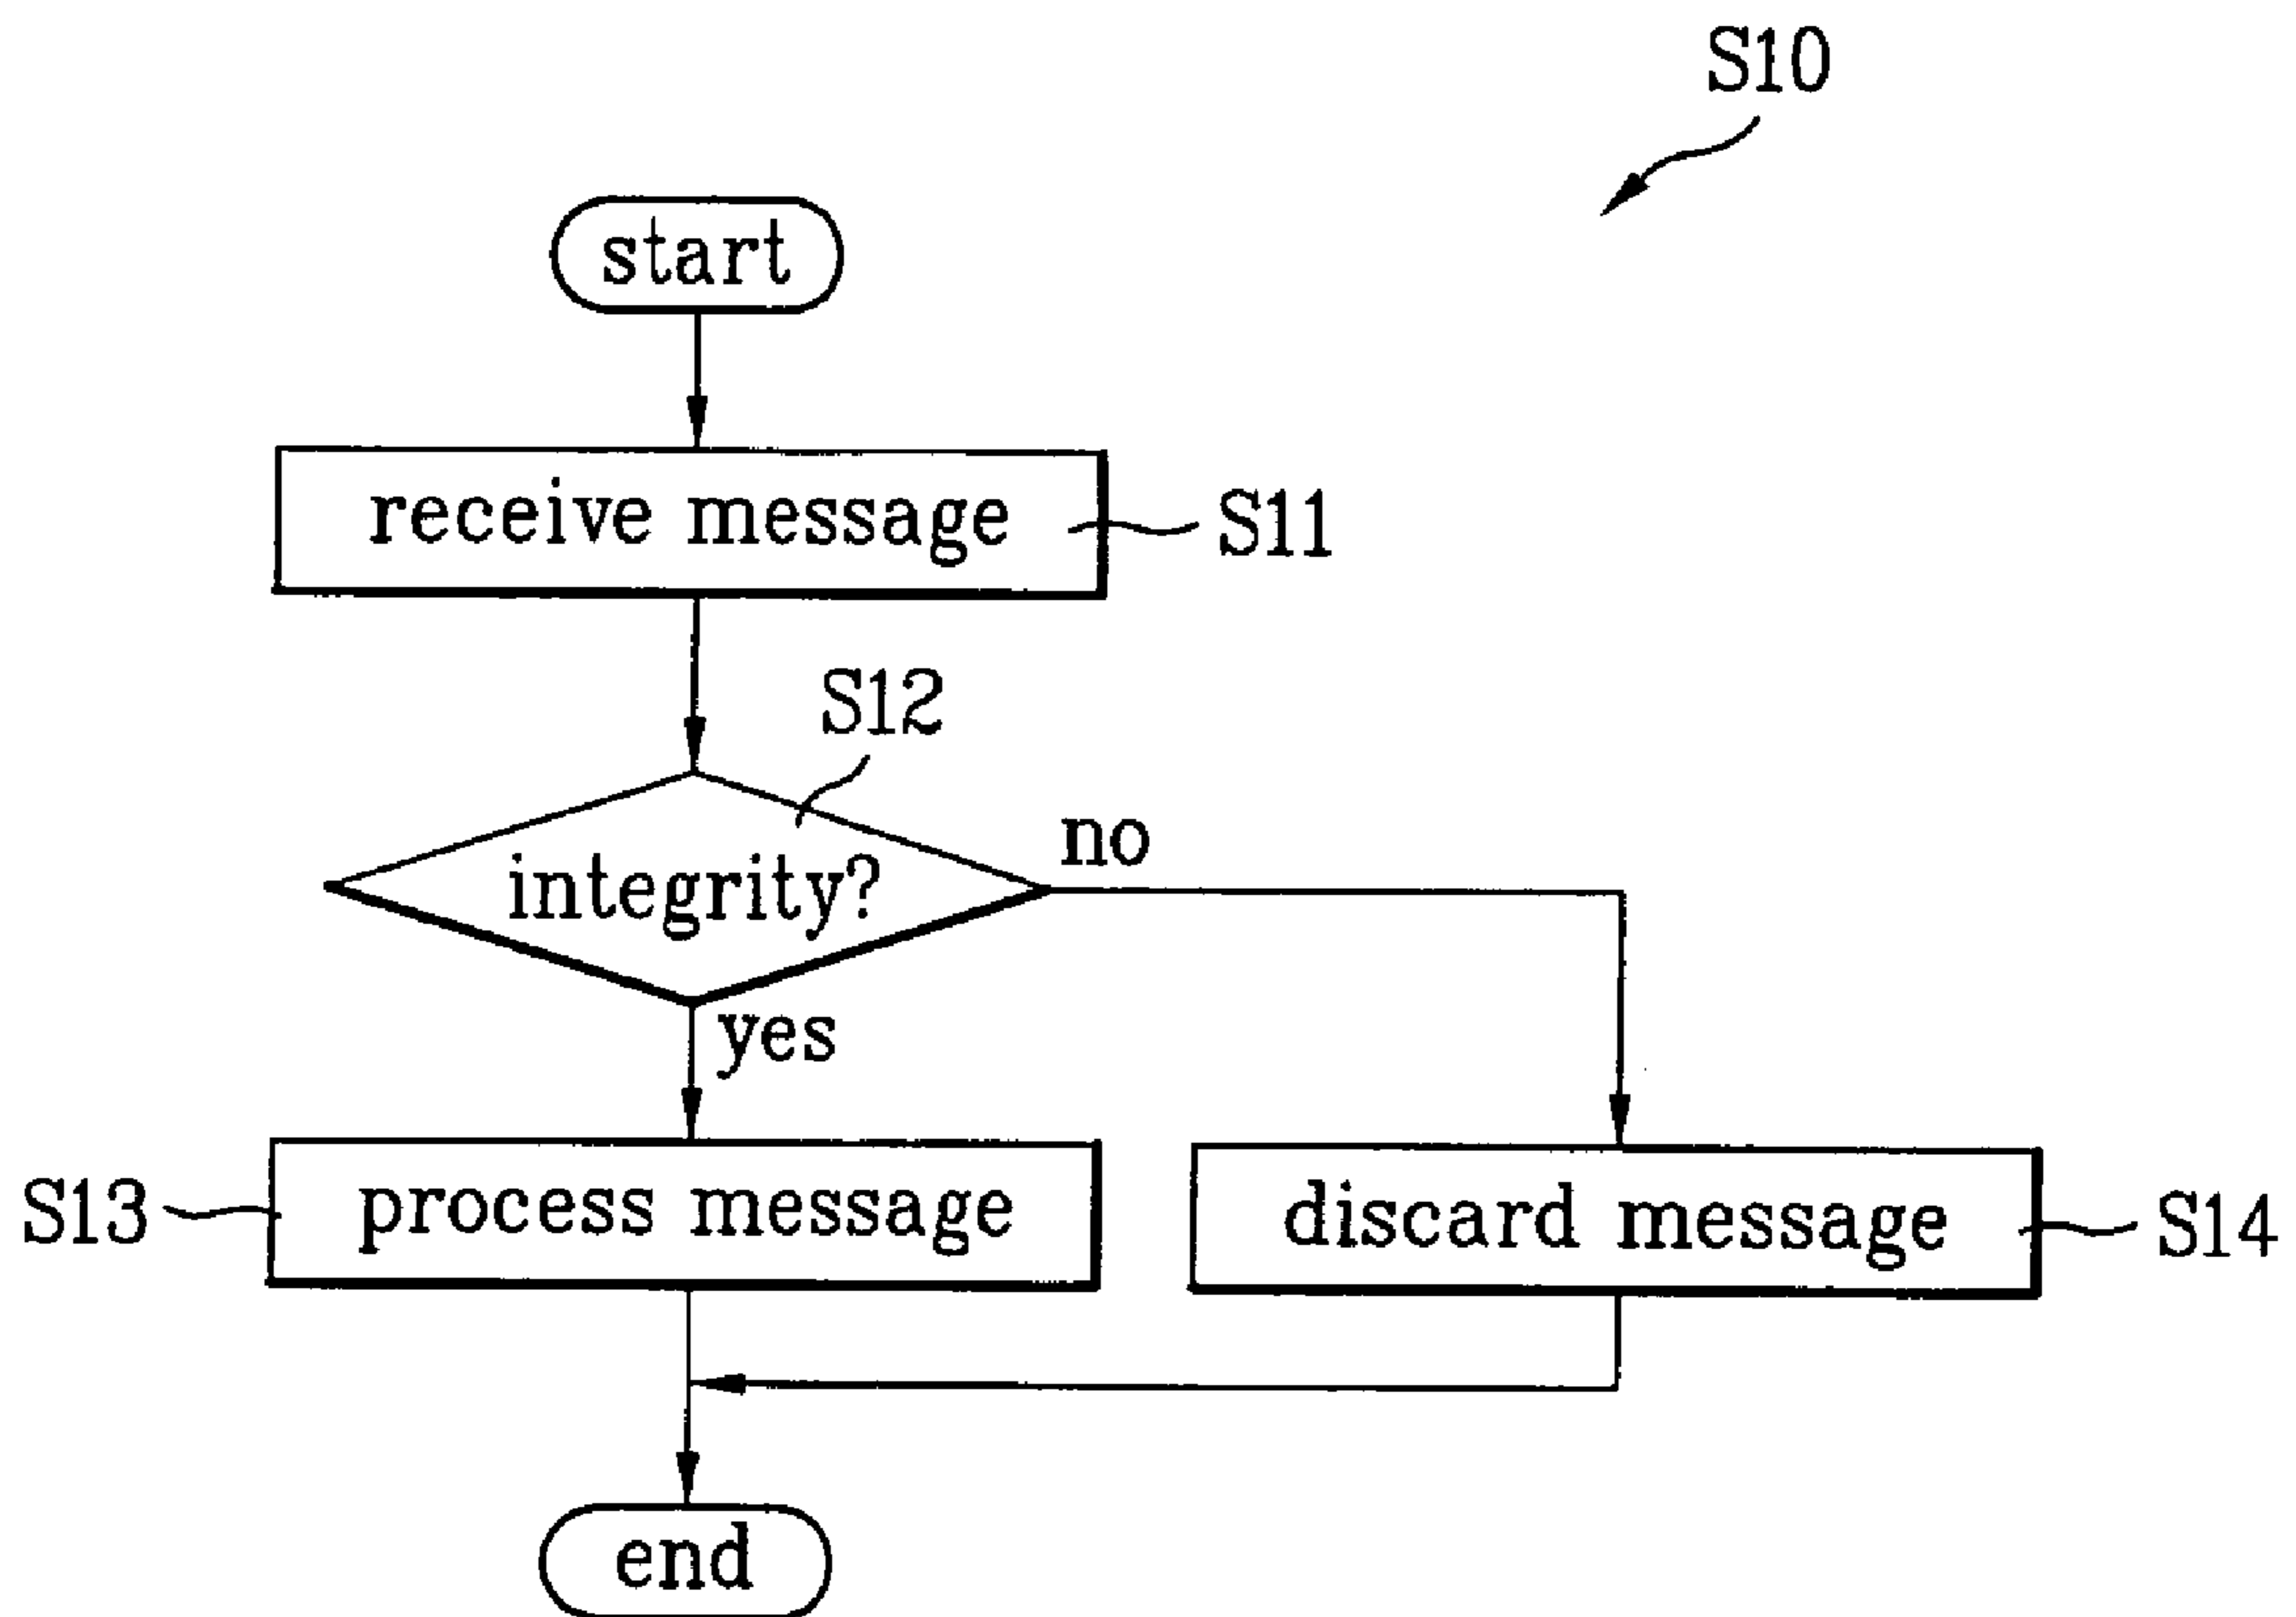 S10
start
receive message
S11
S12
integrity?
no
yes
S13
process message
discard message
S14
end